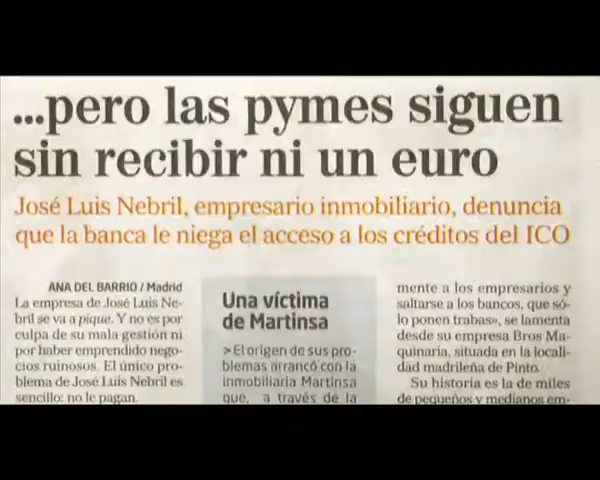 ...pero las pymes siguen
sin recibir ni un euro
José Luis Nebril, empresario inmobiliario, denuncia
que la banca le niega el acceso a los créditos del ICO
ANA DEL BARRIO / Madrid
La empresa de José Luis Ne-
bril se va a pique. Y no es por
culpa de su mala gestión ni
por haber emprendido nego-
cios ruinosos. El único pro-
blema de José Luis Nebril es
sencillo: no le pagan.
Una víctima
de Martinsa
> El origen de sus pro-
blemas arrancó con la
inmobiliaria Martinsa
que, a través de la
mente a los empresarios y
saltarse a los bancos, que só-
lo ponen trabas», se lamenta
desde su empresa Bros Ma-
quinaria, situada en la locali-
dad madrileña de Pinto.
Su historia es la de miles
de pequeños y medianos em-